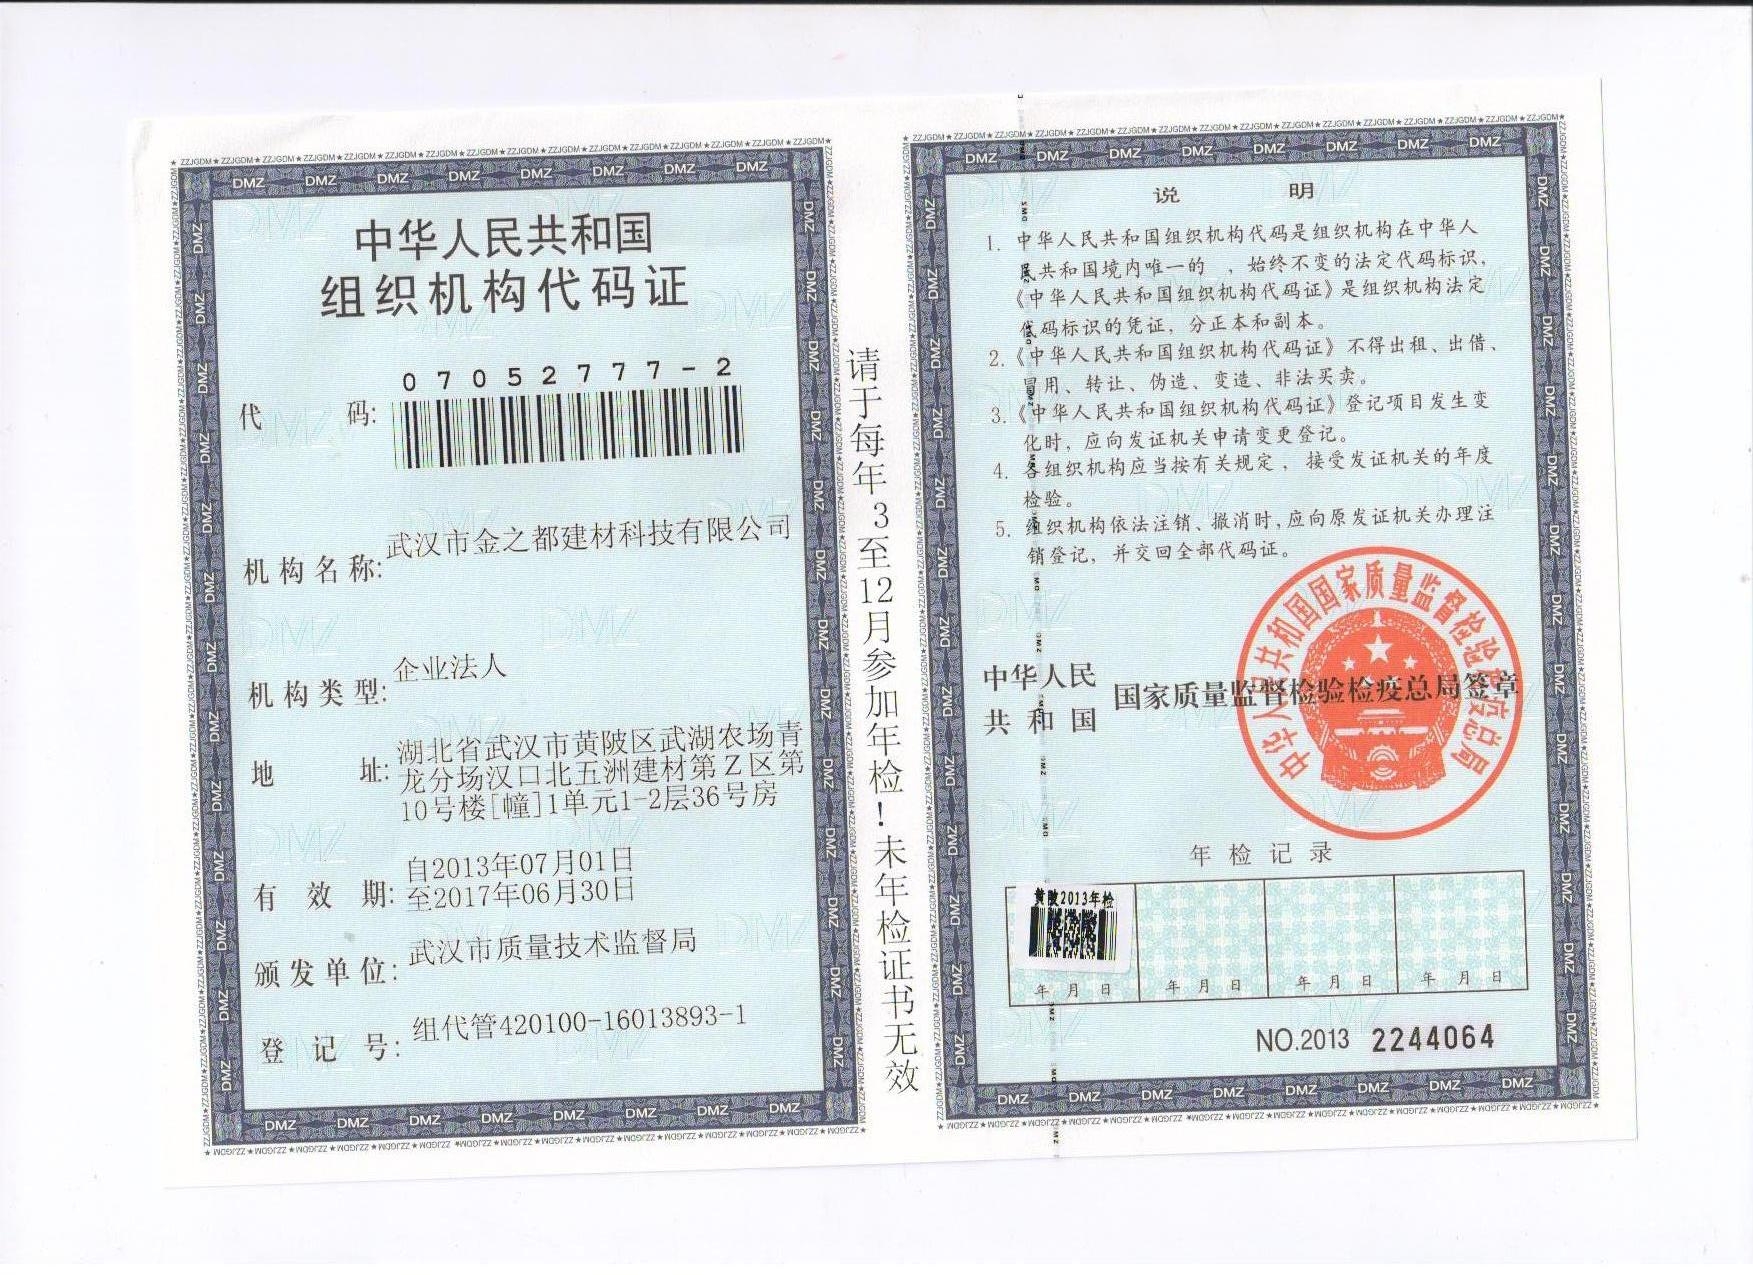 中华人民共和国
组织机构代码证
代码:
07052777-2
机构名称:
武汉市金之都建材科技有限公司
机构类型:
企业法人
地址:
湖北省武汉市黄陂区武湖农场青
龙分场汉口北五洲建材第Z区第
10号楼[幢]1单元1-2层36号房
有效期:
自2013年07月01日
至2017年06月30日
颁发单位:
武汉市质量技术监督局
登记号:
组代管420100-16013893-1
请于每年3至12月参加年检!未年检证书无效
说明
1. 中华人民共和国组织机构代码是组织机构在中华人
民共和国境内唯一的 ,始终不变的法定代码标识,
《中华人民共和国组织机构代码证》是组织机构法定
代码标识的凭证,分正本和副本。
2.《中华人民共和国组织机构代码证》不得出租、出借、
冒用、转让、伪造、变造、非法买卖。
3.《中华人民共和国组织机构代码证》登记项目发生变
化时,应向发证机关申请变更登记。
4. 各组织机构应当按有关规定,接受发证机关的年度
检验。
5. 组织机构依法注销、撤消时,应向原发证机关办理注
销登记,并交回全部代码证。
中华人民
共和国
国家质量监督检验检疫总局签章
中华人民共和国国家质量监督检验检疫总局
年检记录
黄陂2013年检
年 月 日
年 月 日
年 月 日
年 月 日
NO.2013 2244064